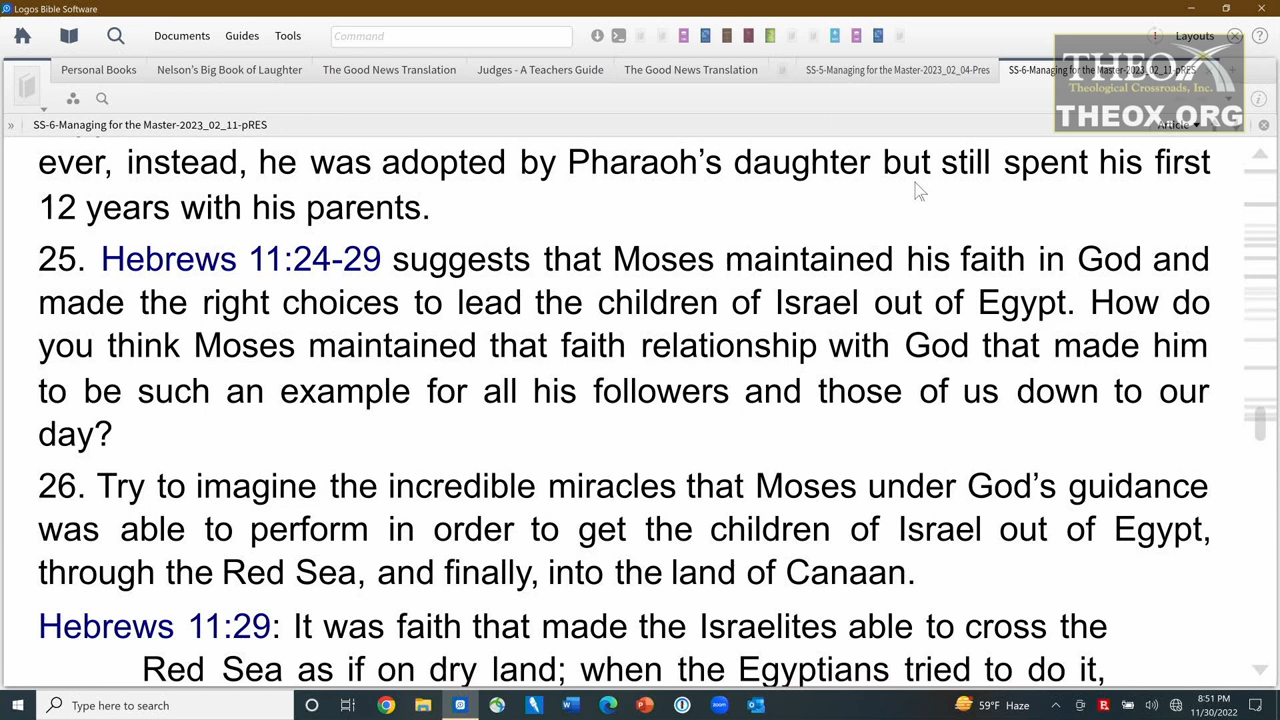 Logos Bible Software
Documents Guides Tools Command Layouts
Personal Books Nelson's Big Book of Laughter The Go Judges - A Teachers Guide The Good News Translation SS-5-Managing for the Master-2023_02_04-Pres SS-6-Managing for the Master-2023_02_11-pRES
THEOX
Theological Crossroads, Inc.
THEOX.ORG
SS-6-Managing for the Master-2023_02_11-pRES Article
ever, instead, he was adopted by Pharaoh's daughter but still spent his first
12 years with his parents.
25. Hebrews 11:24-29 suggests that Moses maintained his faith in God and
made the right choices to lead the children of Israel out of Egypt. How do
you think Moses maintained that faith relationship with God that made him
to be such an example for all his followers and those of us down to our
day?
26. Try to imagine the incredible miracles that Moses under God's guidance
was able to perform in order to get the children of Israel out of Egypt,
through the Red Sea, and finally, into the land of Canaan.
Hebrews 11:29: It was faith that made the Israelites able to cross the
Red Sea as if on dry land; when the Egyptians tried to do it,
Type here to search 59°F Haze 8:51 PM
11/30/2022